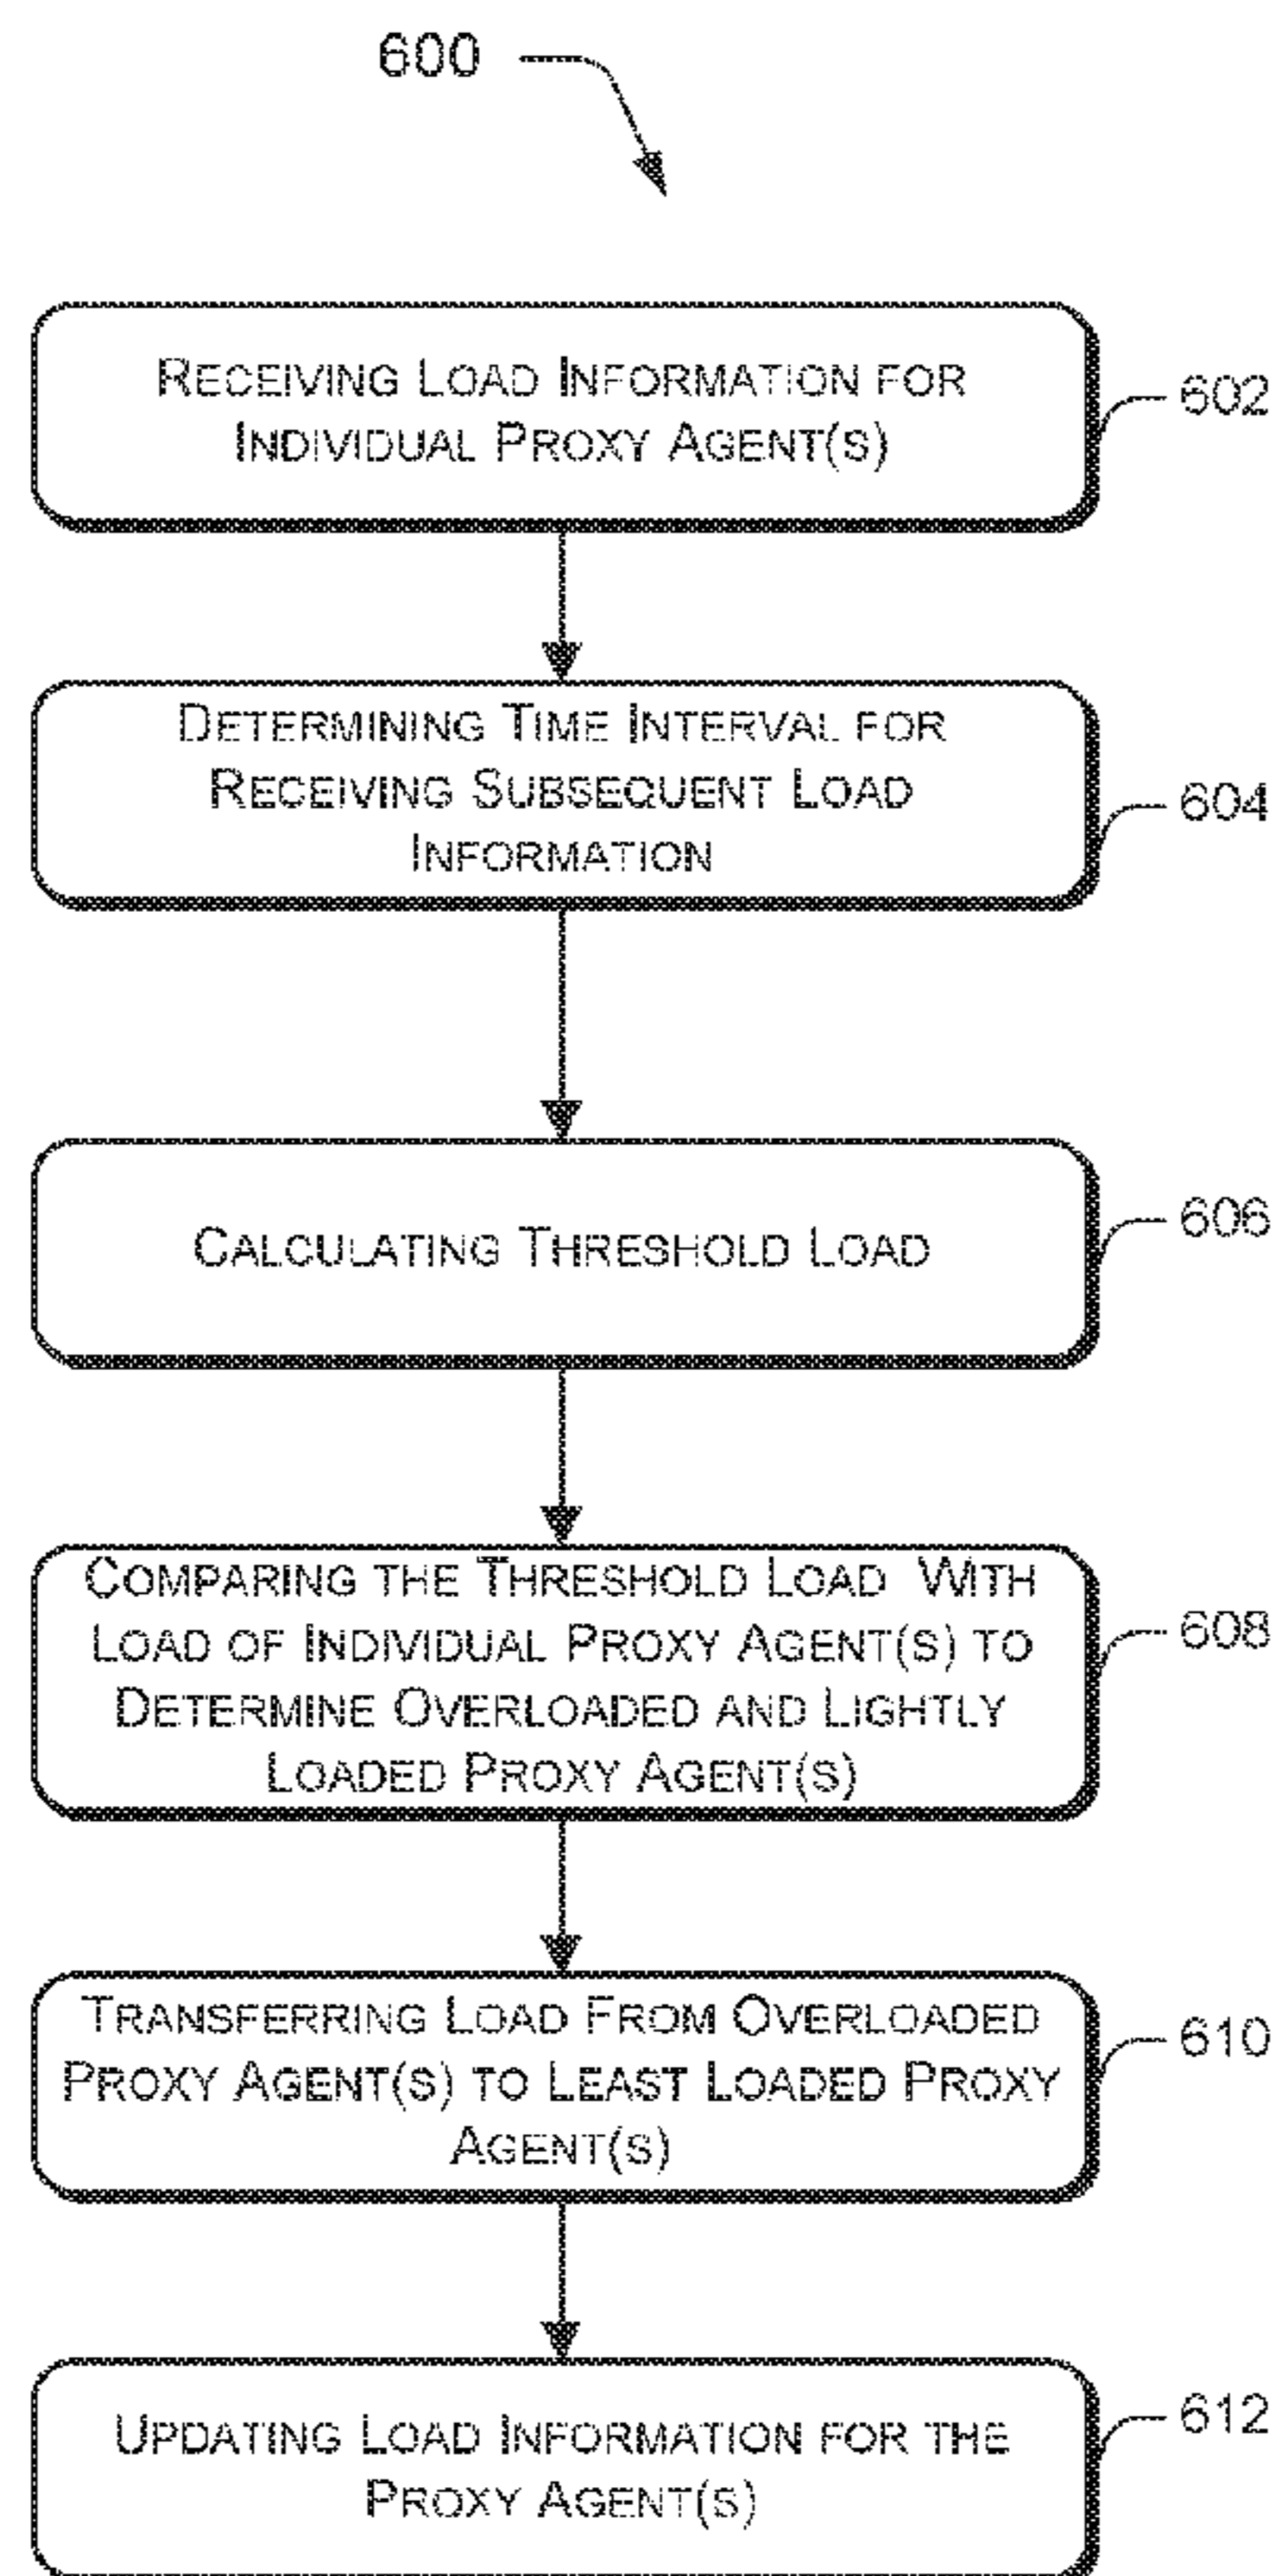 600
RECEIVING LOAD INFORMATION FOR
INDIVIDUAL PROXY AGENT(S)
602
DETERMINING TIME INTERVAL FOR
RECEIVING SUBSEQUENT LOAD
INFORMATION
604
CALCULATING THRESHOLD LOAD
606
COMPARING THE THRESHOLD LOAD WITH
LOAD OF INDIVIDUAL PROXY AGENT(S) TO
DETERMINE OVERLOADED AND LIGHTLY
LOADED PROXY AGENT(S)
608
TRANSFERRING LOAD FROM OVERLOADED
PROXY AGENT(S) TO LEAST LOADED PROXY
AGENT(S)
610
UPDATING LOAD INFORMATION FOR THE
PROXY AGENT(S)
612